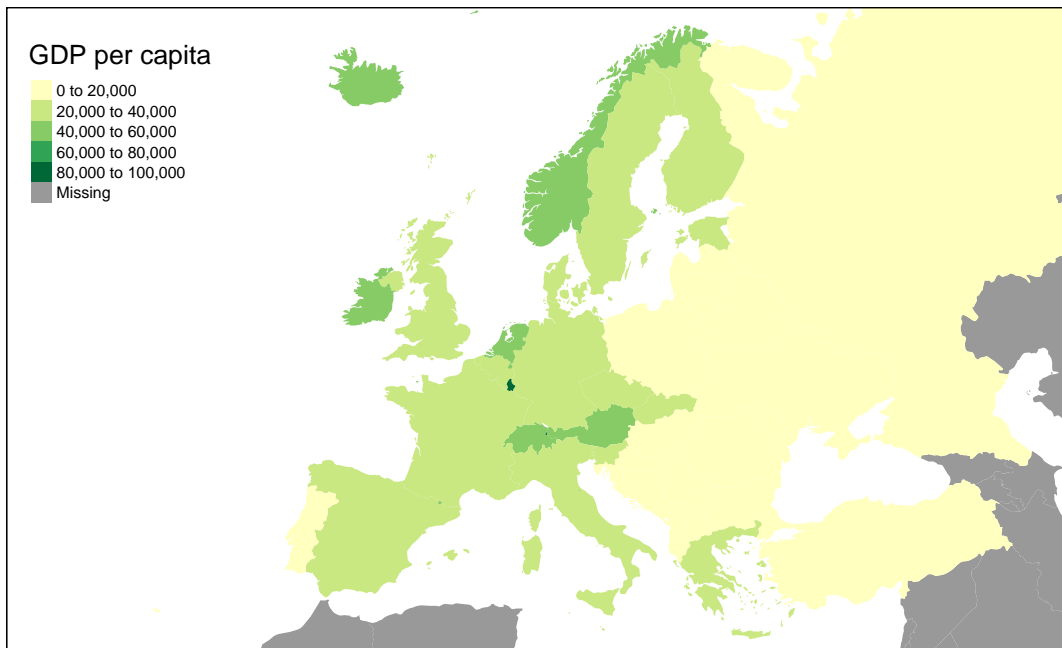 GDP per capita
0 to 20,000
20,000 to 40,000
40,000 to 60,000
60,000 to 80,000
80,000 to 100,000
Missing